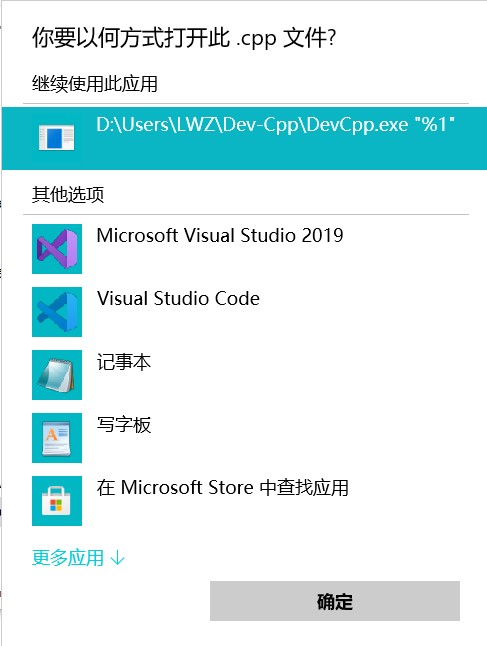 你要以何方式打开此 .cpp 文件?
继续使用此应用
D:\Users\LWZ\Dev-Cpp\DevCpp.exe "%1"
其他选项
Microsoft Visual Studio 2019
Visual Studio Code
记事本
写字板
在 Microsoft Store 中查找应用
更多应用 ↓
确定